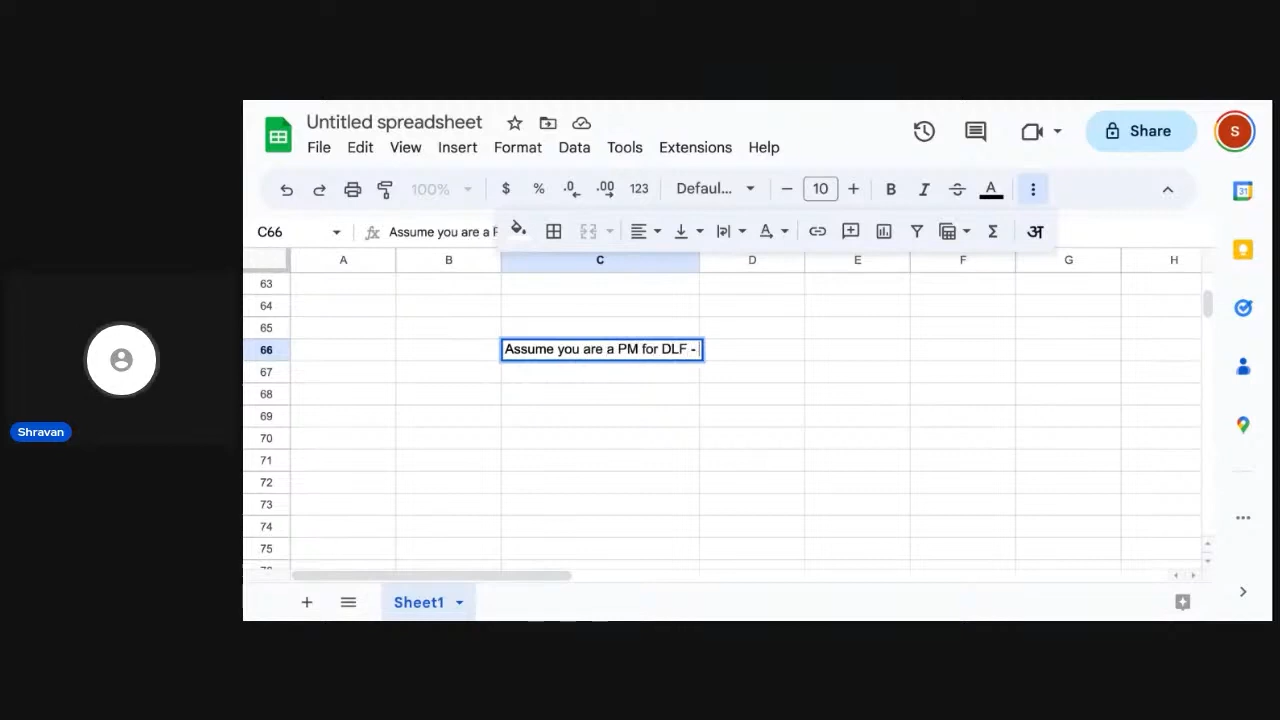 Untitled spreadsheet
File Edit View Insert Format Data Tools Extensions Help
Share
S
100% $ % .0 .00 123 Defaul... 10 B I A
C66 fx Assume you are a P अ
31
A B C D E F G H
63
64
65
66 Assume you are a PM for DLF -
67
68
69
70
71
72
73
74
75
Sheet1
Shravan